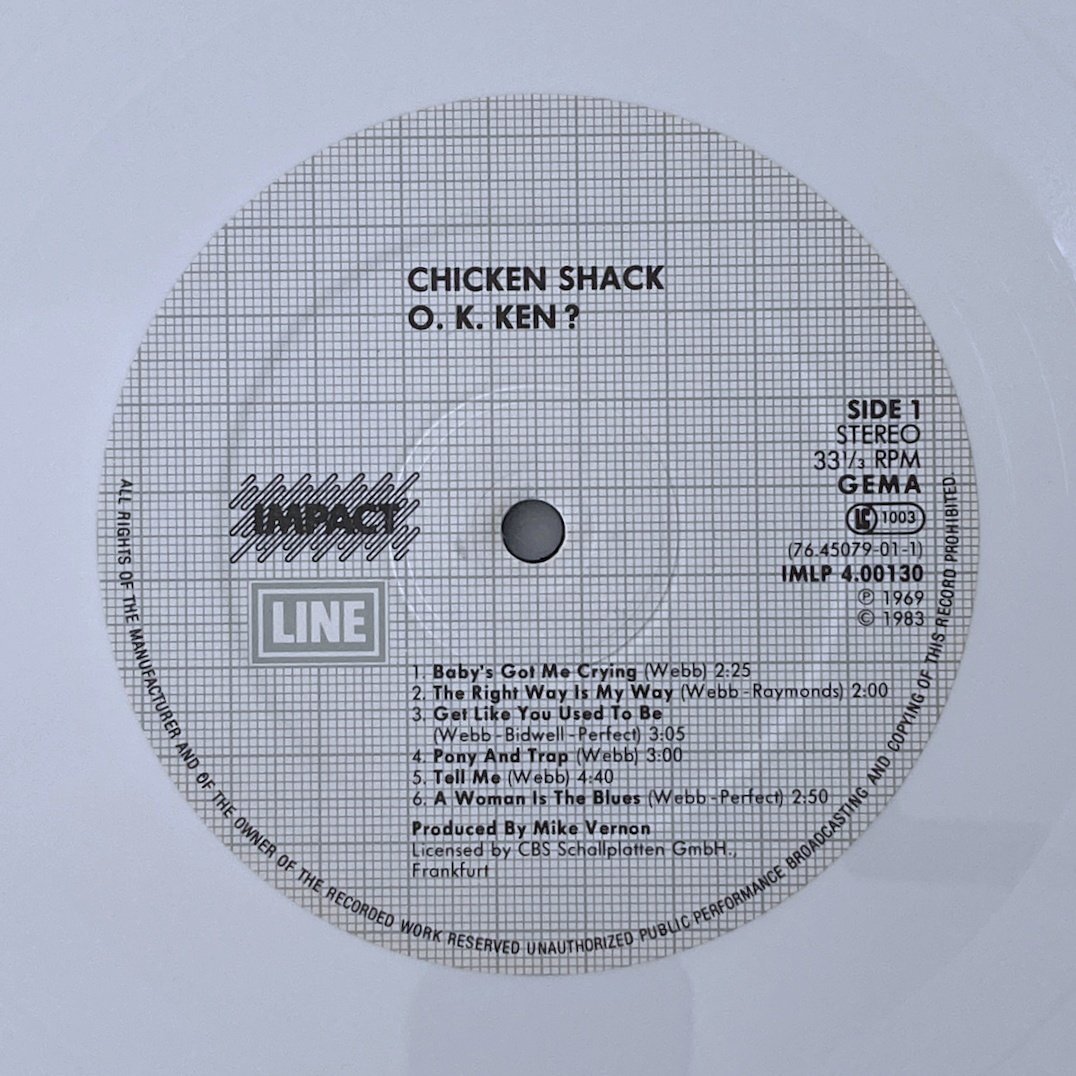 CHICKEN SHACK
O. K. KEN ?
SIDE 1
STEREO
33 1/3 RPM
GEMA
LC 1003
(76.45079-01-1)
IMLP 4.00130
℗ 1969
© 1983
IMPACT
LINE
1. Baby's Got Me Crying (Webb) 2:25
2. The Right Way Is My Way (Webb-Raymonds) 2:00
3. Get Like You Used To Be
(Webb-Bidwell-Perfect) 3:05
4. Pony And Trap (Webb) 3:00
5. Tell Me (Webb) 4:40
6. A Woman Is The Blues (Webb-Perfect) 2:50
Produced By Mike Vernon
Licensed by CBS Schallplatten GmbH.,
Frankfurt
ALL RIGHTS OF THE MANUFACTURER AND OF THE OWNER OF THE RECORDED WORK RESERVED UNAUTHORIZED PUBLIC PERFORMANCE BROADCASTING AND COPYING OF THIS RECORD PROHIBITED.